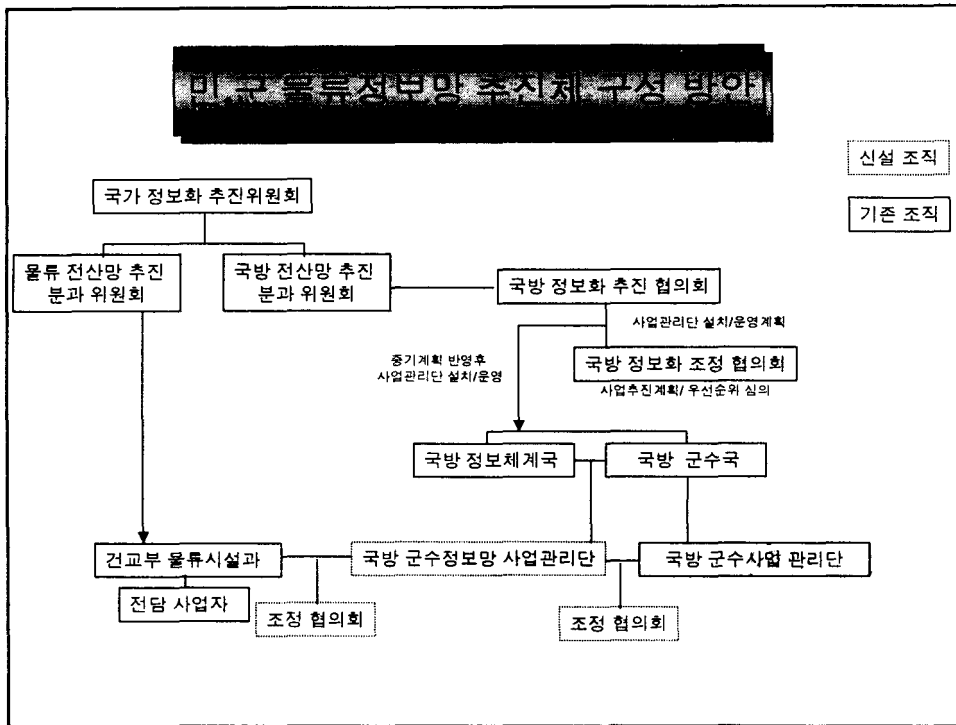 민.군 물류정보망 추진체 구성 방안
신설 조직
기존 조직
국가 정보화 추진위원회
물류 전산망 추진
분과 위원회
국방 전산망 추진
분과 위원회
국방 정보화 추진 협의회
사업관리단 설치/운영계획
중기계획 반영후
사업관리단 설치/운영
국방 정보화 조정 협의회
사업추진계획/ 우선순위 심의
국방 정보체계국
국방 군수국
건교부 물류시설과
국방 군수정보망 사업관리단
국방 군수사업 관리단
전담 사업자
조정 협의회
조정 협의회